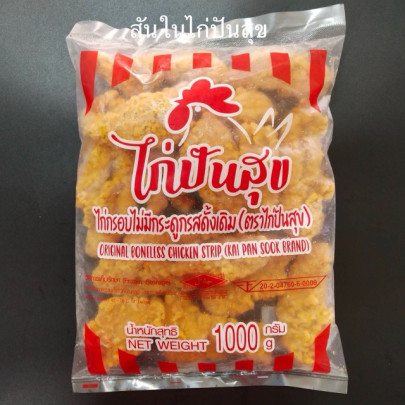 สันในไก่ปันสุข
ไก่ปันสุข
ไก่กรอบไม่มีกระดูกรสดั้งเดิม (ตราไก่ปันสุข)
ORIGINAL BONELESS CHICKEN STRIP (KAI PAN SOOK BRAND)
น้ำหนักสุทธิ
NET WEIGHT 1000 กรัม
g